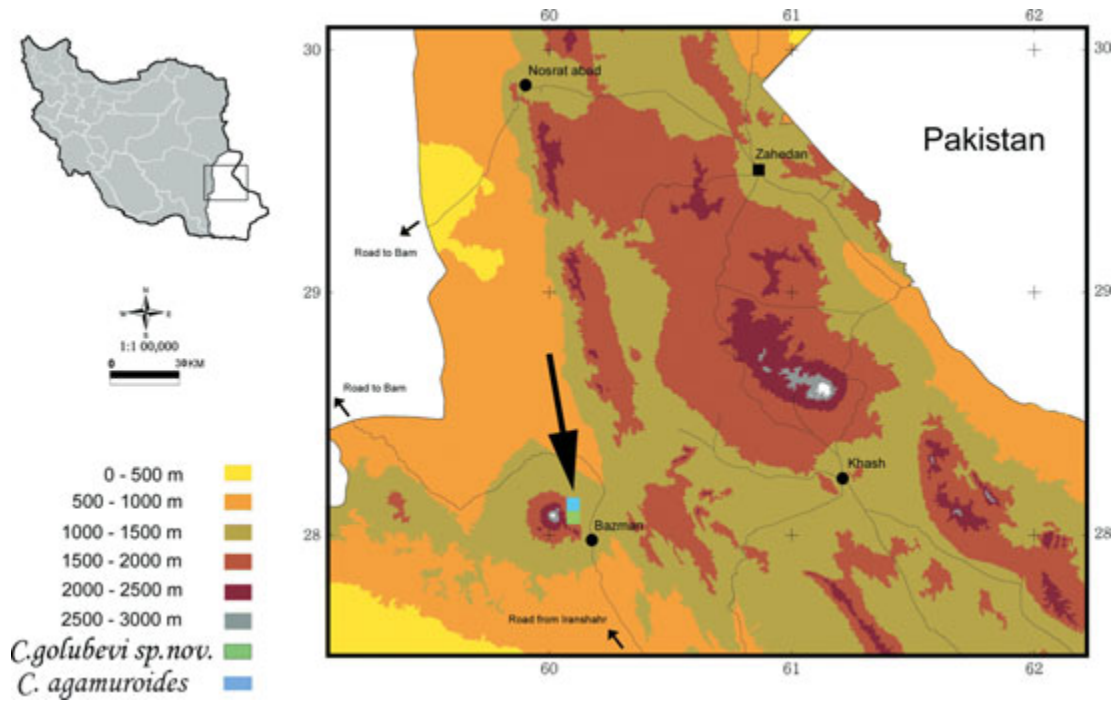 60 61 62
30 30
Nosrat abad
Pakistan
Zahedan
Road to Bam
29 29
N
W E
S
1:1 00,000
0 30KM
Road to Bam
Khash
28 28
Bazman
Road from Iranshahr
60 61 62
0 - 500 m
500 - 1000 m
1000 - 1500 m
1500 - 2000 m
2000 - 2500 m
2500 - 3000 m
C.golubevi sp.nov.
C. agamuroides